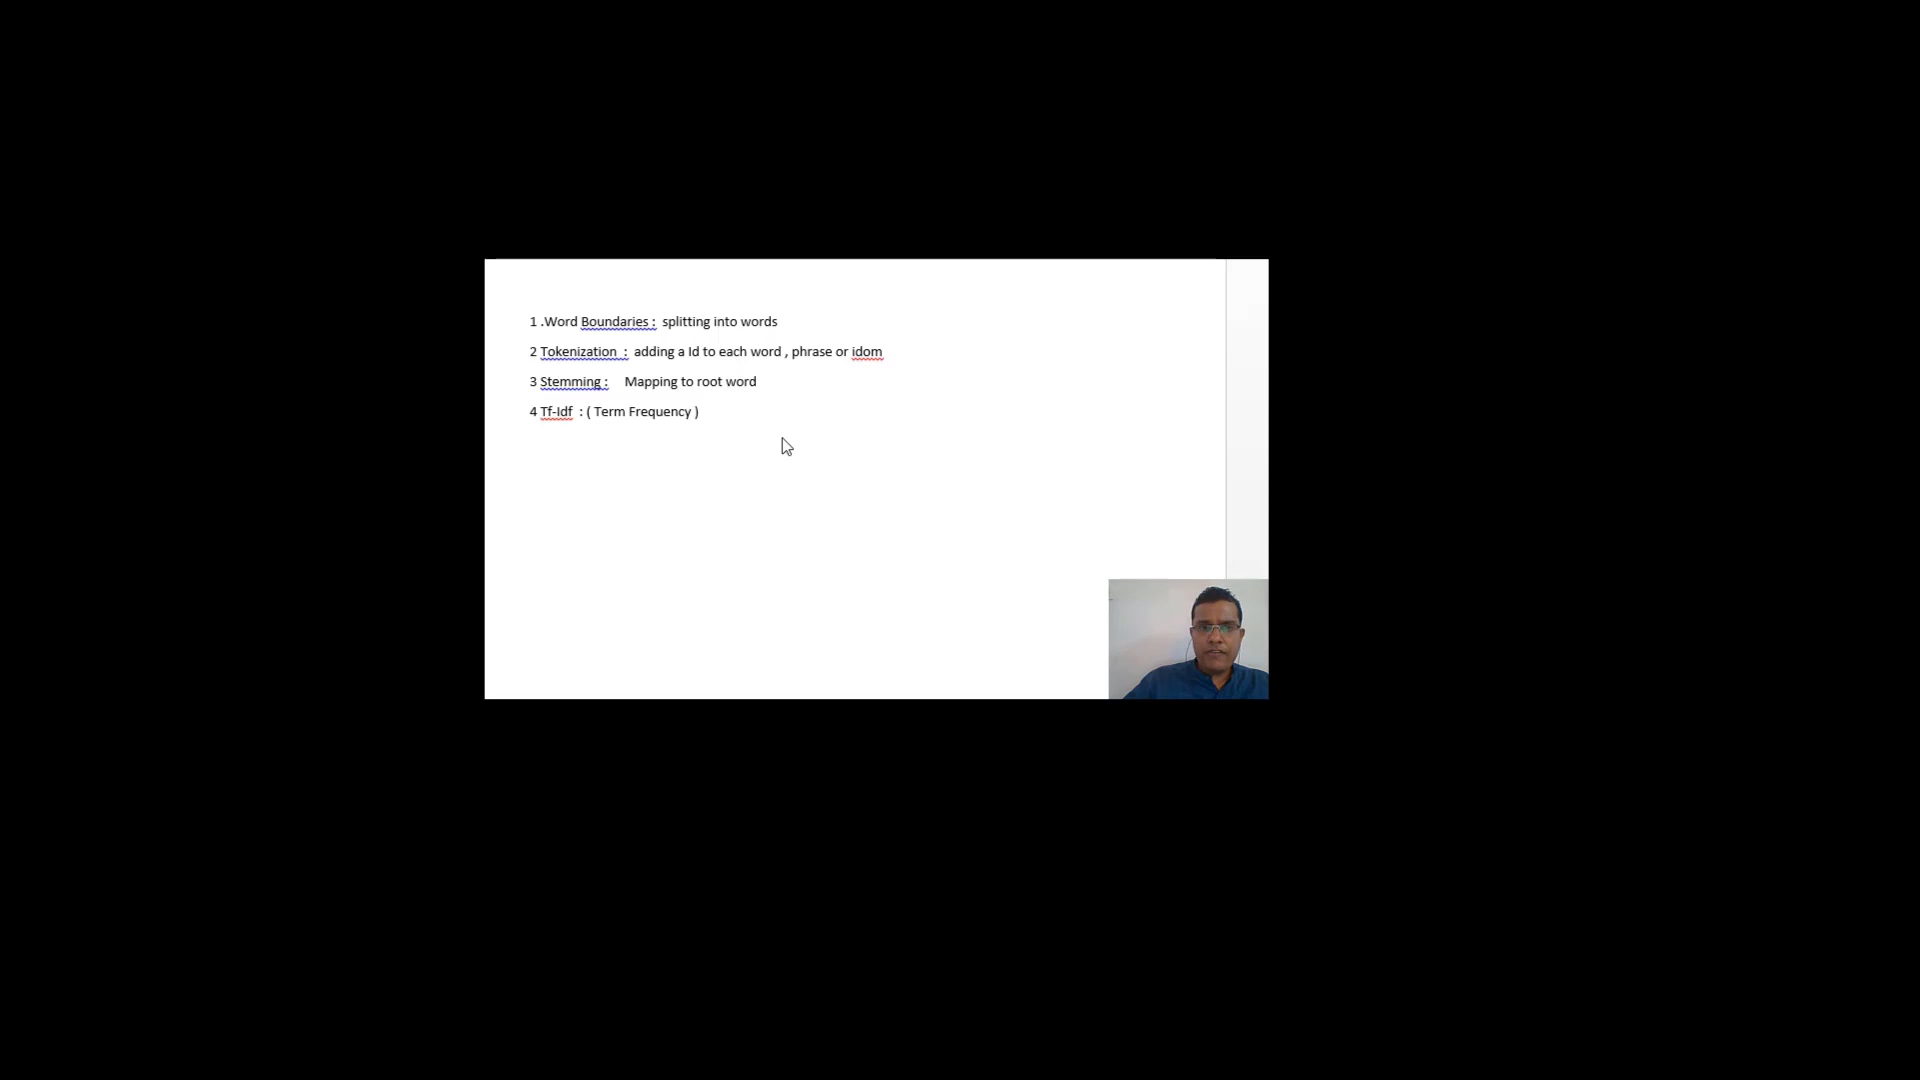 1 .Word Boundaries : splitting into words
2 Tokenization : adding a Id to each word , phrase or idom
3 Stemming : Mapping to root word
4 Tf-Idf : ( Term Frequency )